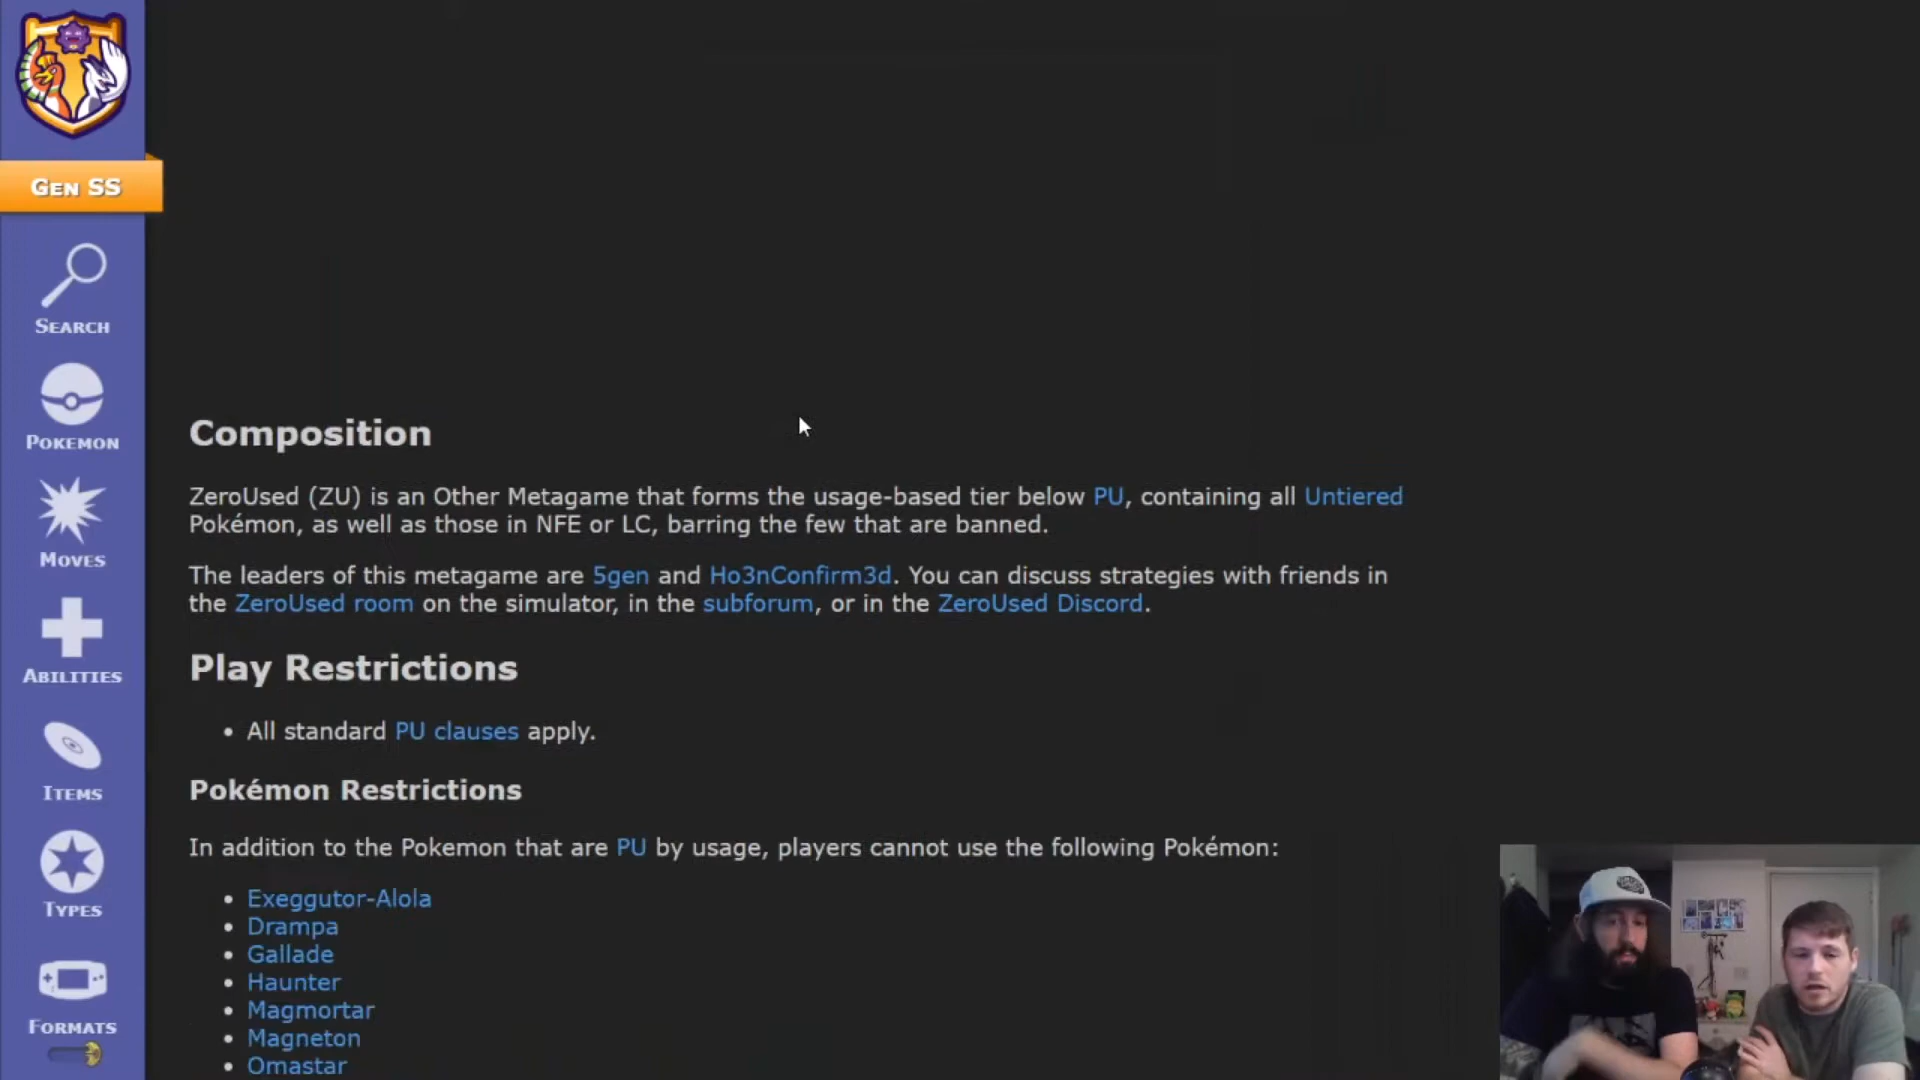 GEN SS
SEARCH
POKEMON
MOVES
ABILITIES
ITEMS
TYPES
FORMATS
Composition
ZeroUsed (ZU) is an Other Metagame that forms the usage-based tier below PU, containing all Untiered
Pokémon, as well as those in NFE or LC, barring the few that are banned.
The leaders of this metagame are 5gen and Ho3nConfirm3d. You can discuss strategies with friends in
the ZeroUsed room on the simulator, in the subforum, or in the ZeroUsed Discord.
Play Restrictions
• All standard PU clauses apply.
Pokémon Restrictions
In addition to the Pokemon that are PU by usage, players cannot use the following Pokémon:
• Exeggutor-Alola
• Drampa
• Gallade
• Haunter
• Magmortar
• Magneton
• Omastar